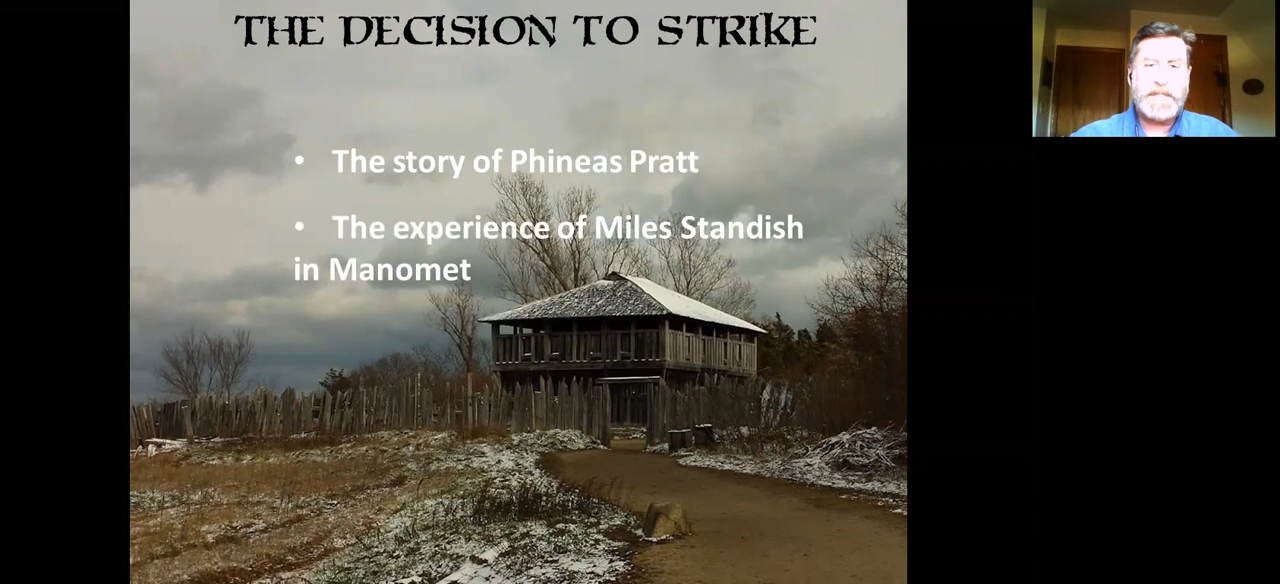 THE DECISION TO STRIKE
• The story of Phineas Pratt
• The experience of Miles Standish
in Manomet